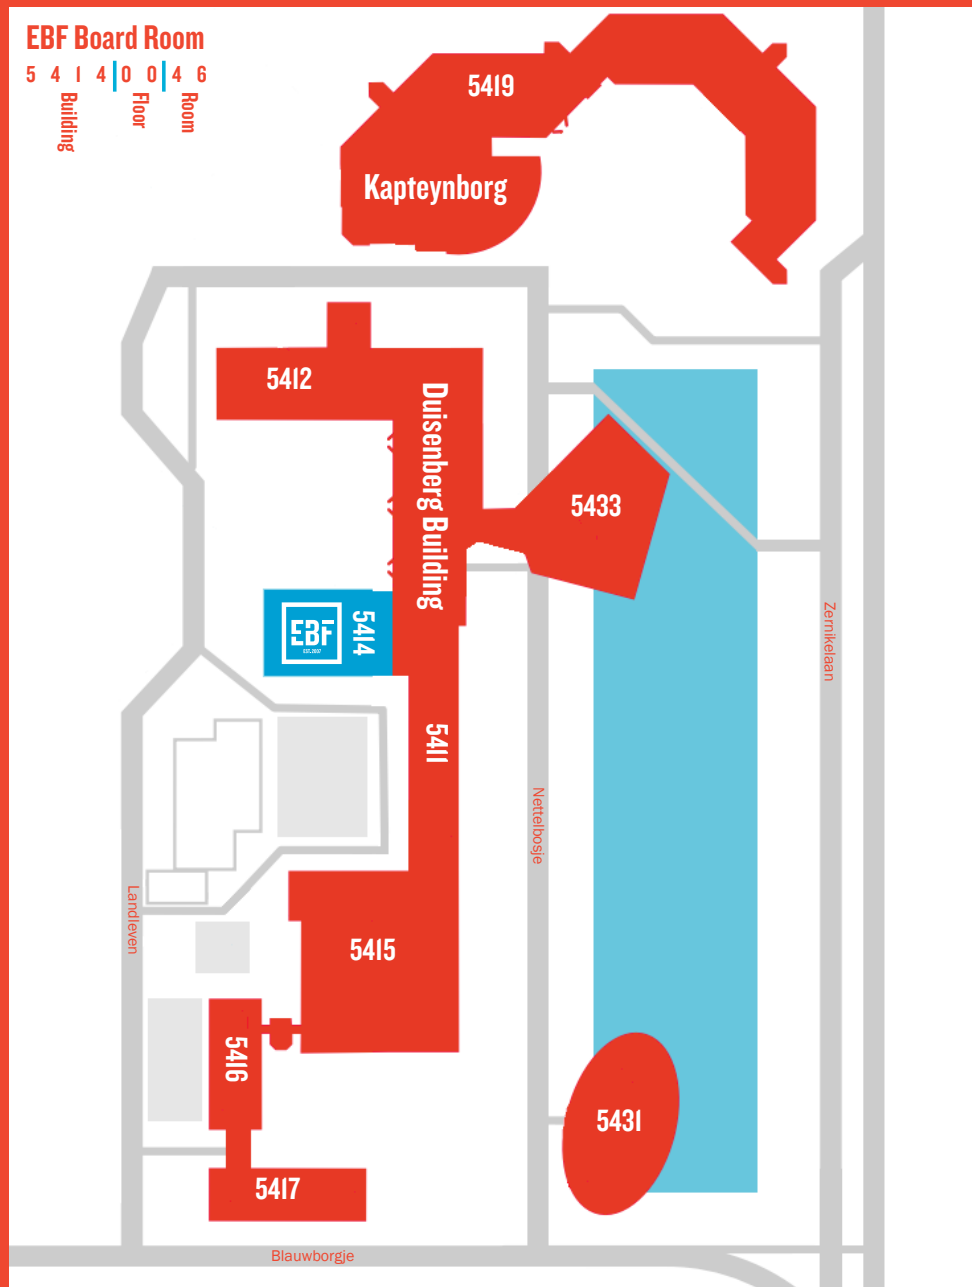 EBF Board Room
5 4 1 4 0 0 4 6
Building
Floor
Room
5419
Kapteynborg
5412
Duisenberg Building
5433
EBF
EST. 2007
5414
5411
Zernikelaan
Nettelbosje
Landleven
5415
5416
5431
5417
Blauwborgje